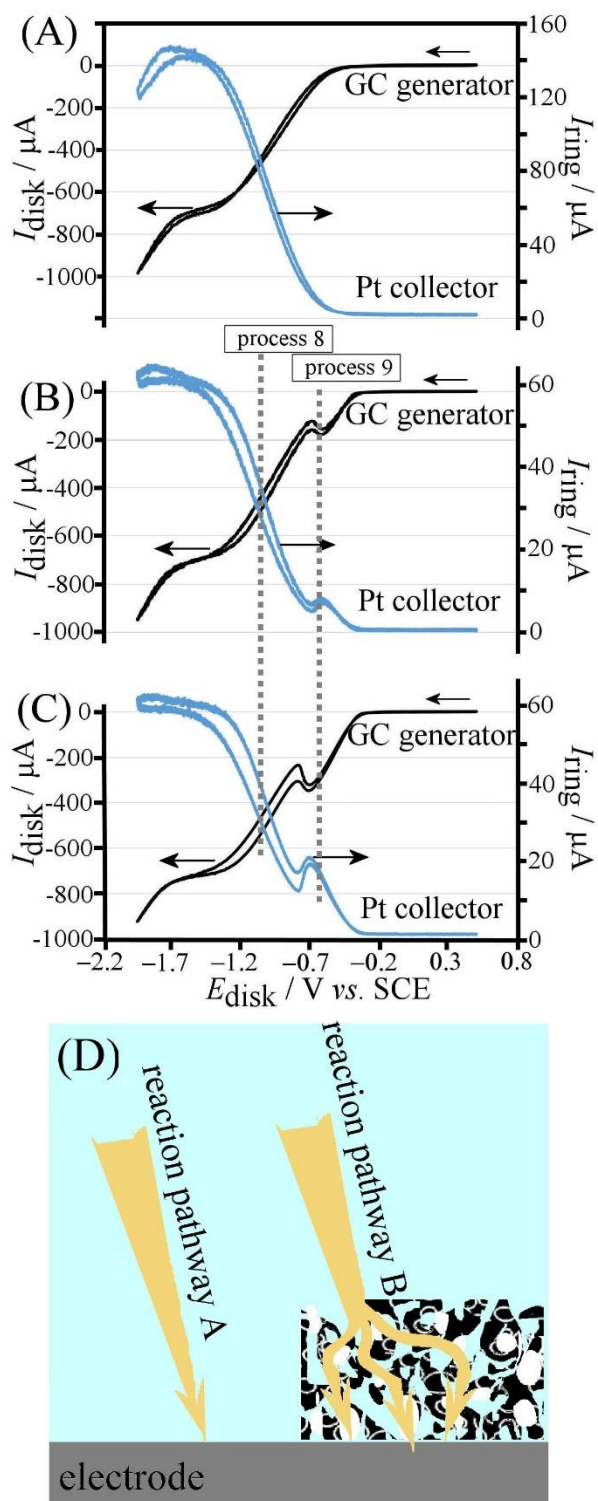 (A)
160
0
GC generator
-200
120
-400
80
-600
-800
40
-1000
Pt collector
0
I_disk / μA
I_ring / μA
process 8
process 9
(B)
0
60
GC generator
-200
-400
40
-600
20
-800
Pt collector
-1000
0
I_disk / μA
I_ring / μA
(C)
0
60
GC generator
-200
-400
40
-600
20
-800
Pt collector
-1000
0
I_disk / μA
I_ring / μA
−2.2 −1.7 −1.2 −0.7 −0.2 0.3 0.8
E_disk / V vs. SCE
(D)
reaction pathway A
reaction pathway B
electrode